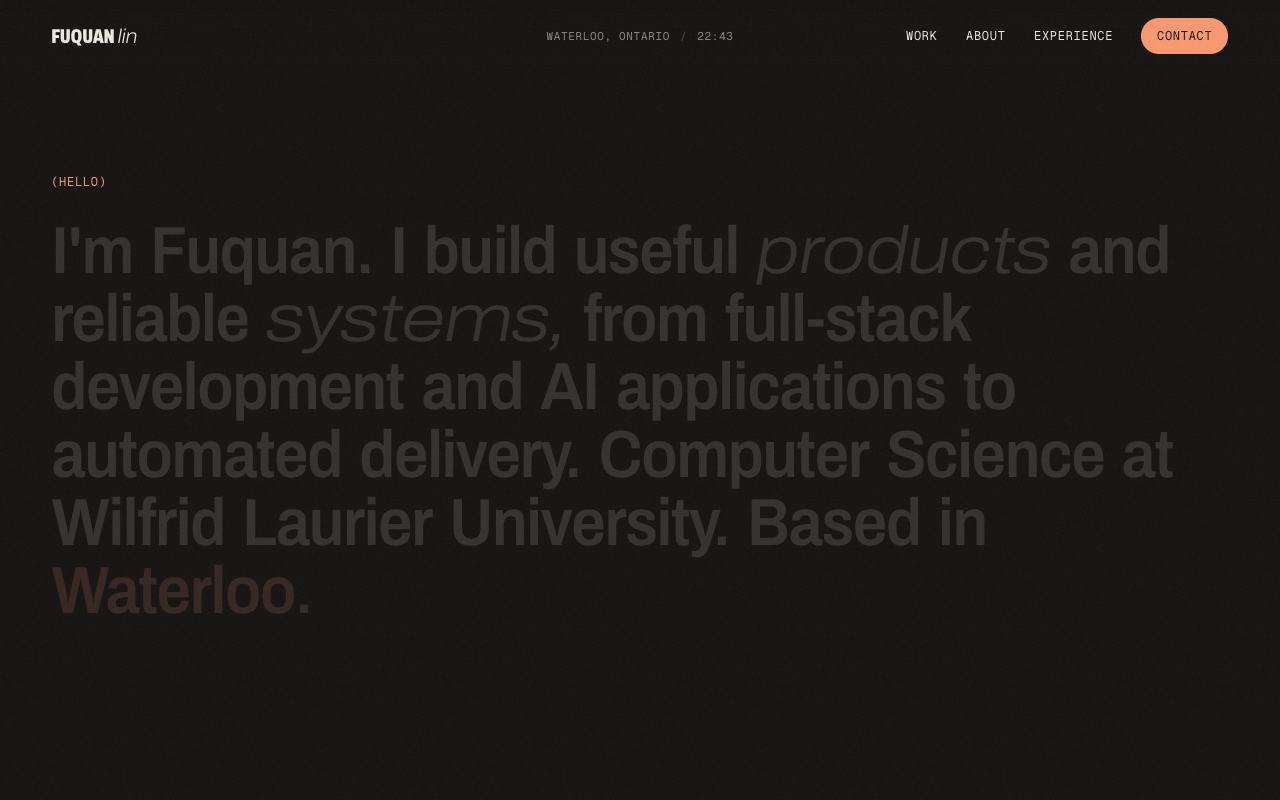 FUQUAN lin
WATERLOO, ONTARIO / 22:43
WORK ABOUT EXPERIENCE CONTACT
(HELLO)
I'm Fuquan. I build useful products and
reliable systems, from full-stack
development and AI applications to
automated delivery. Computer Science at
Wilfrid Laurier University. Based in
Waterloo.